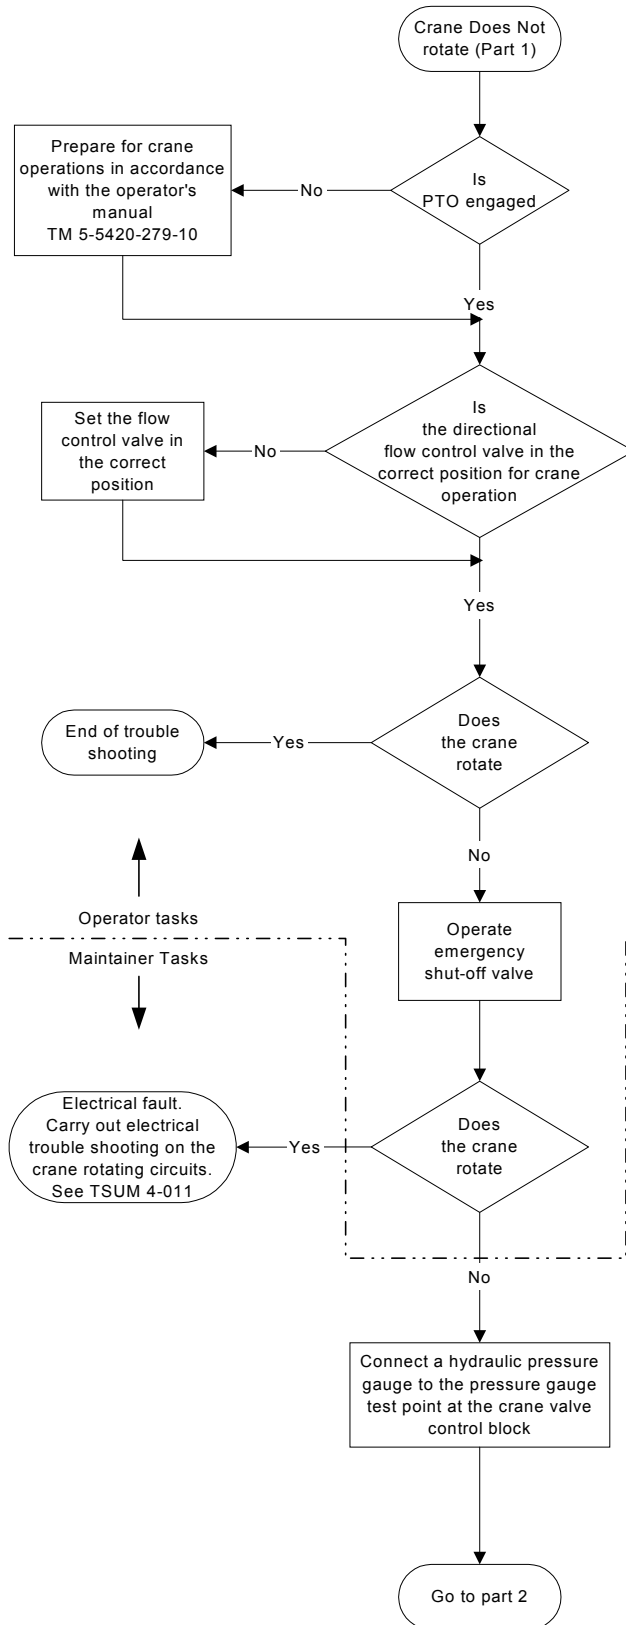 Crane Does Not
rotate (Part 1)
Prepare for crane
operations in accordance
with the operator's
manual
TM 5-5420-279-10
No
Is
PTO engaged
Yes
Set the flow
control valve in
the correct
position
No
Is
the directional
flow control valve in the
correct position for crane
operation
Yes
End of trouble
shooting
Yes
Does
the crane
rotate
No
Operator tasks
Maintainer Tasks
Operate
emergency
shut-off valve
Electrical fault.
Carry out electrical
trouble shooting on the
crane rotating circuits.
See TSUM 4-011
Yes
Does
the crane
rotate
No
Connect a hydraulic pressure
gauge to the pressure gauge
test point at the crane valve
control block
Go to part 2